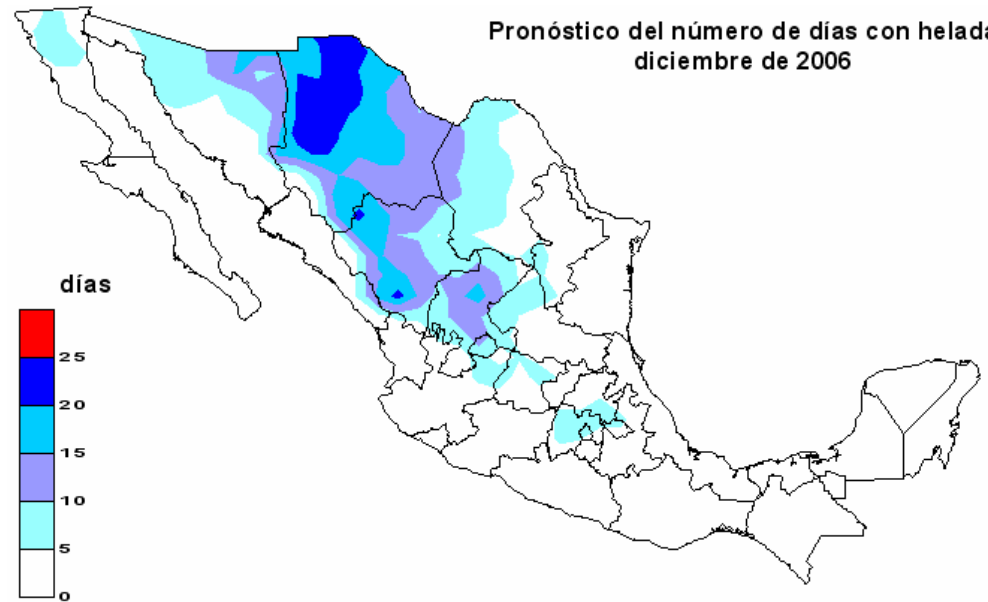 Pronóstico del número de días con helada
diciembre de 2006
días
25
20
15
10
5
0